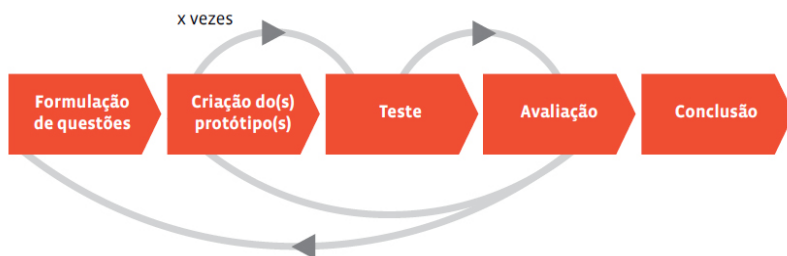 x vezes
Formulação
de questões
Criação do(s)
protótipo(s)
Teste
Avaliação
Conclusão